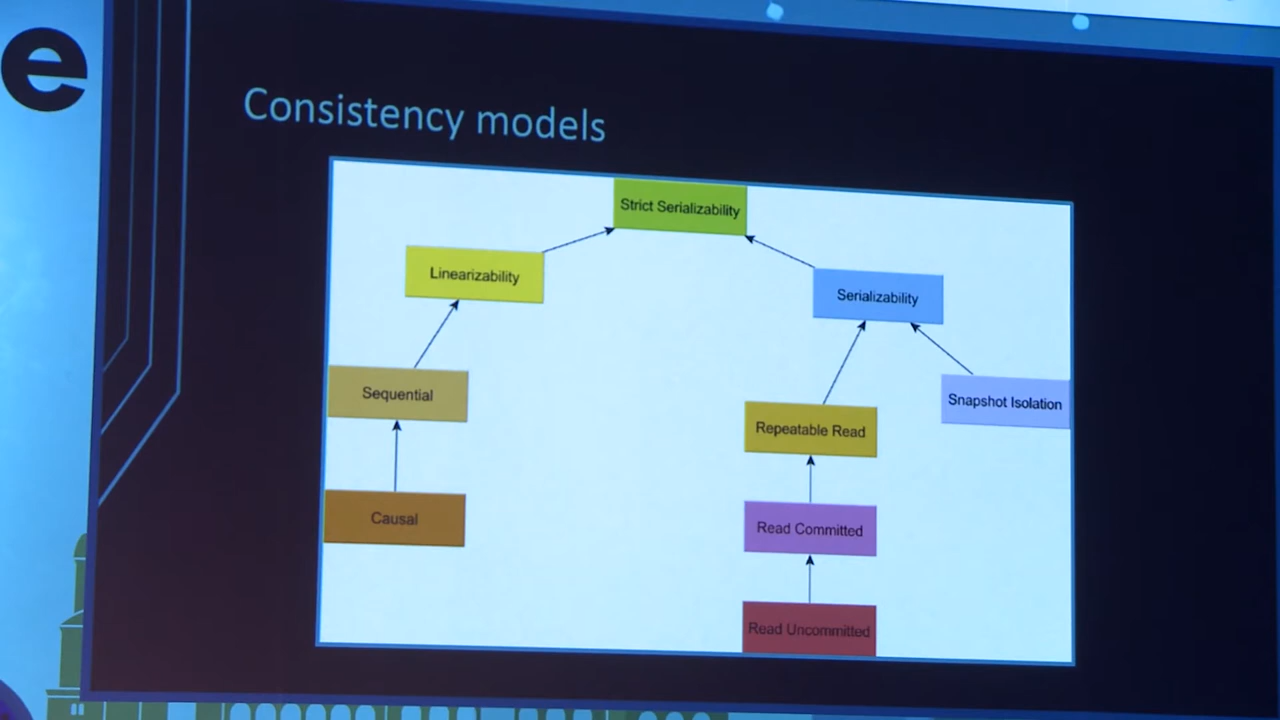 e
Consistency models
Strict Serializability
Linearizability
Serializability
Sequential
Snapshot Isolation
Repeatable Read
Causal
Read Committed
Read Uncommitted